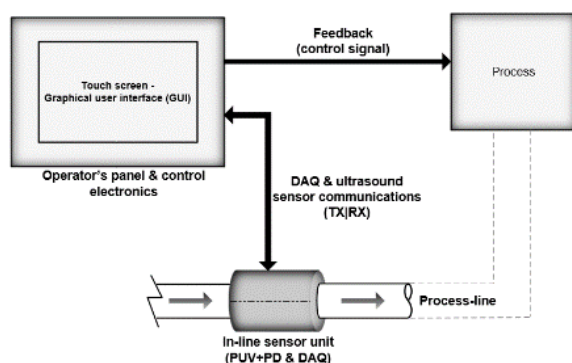 Feedback
(control signal)
Process
Touch screen -
Graphical user interface (GUI)
Operator's panel & control
electronics
DAQ & ultrasound
sensor communications
(TX|RX)
Process-line
In-line sensor unit
(PUV+PD & DAQ)